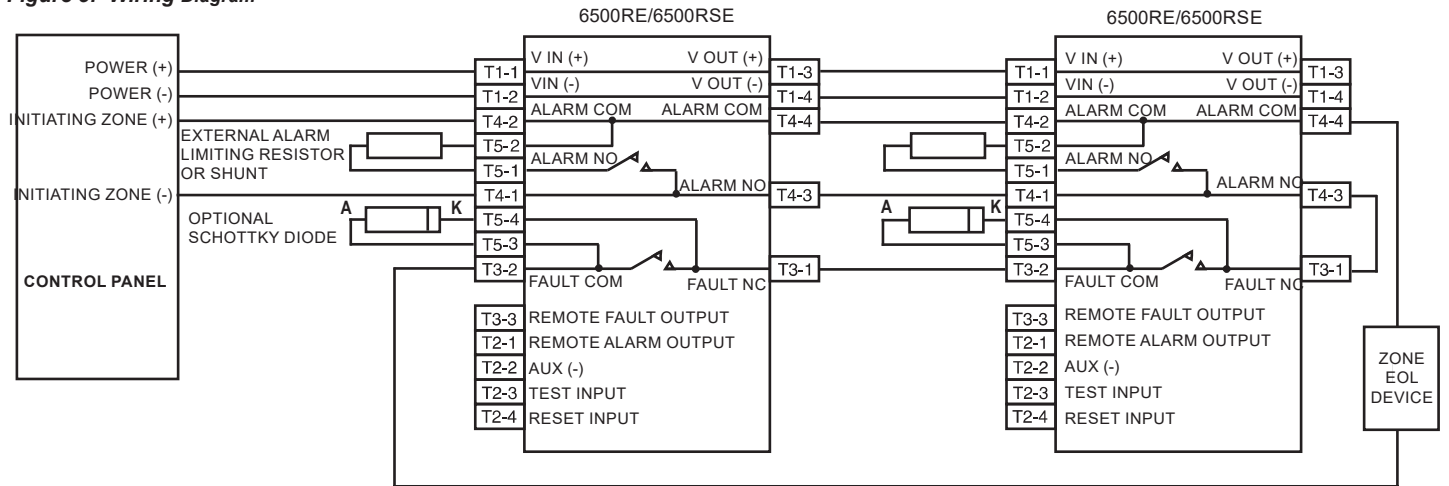 6500RE/6500RSE
6500RE/6500RSE
POWER (+)
POWER (-)
INITIATING ZONE (+)
EXTERNAL ALARM
LIMITING RESISTOR
OR SHUNT
INITIATING ZONE (-)
OPTIONAL
SCHOTTKY DIODE
CONTROL PANEL
A
K
T1-1
T1-2
T4-2
T5-2
T5-1
T4-1
T5-4
T5-3
T3-2
T3-3
T2-1
T2-2
T2-3
T2-4
V IN (+)
V OUT (+)
VIN (-)
V OUT (-)
ALARM COM
ALARM COM
ALARM NO
ALARM NO
FAULT COM
FAULT NC
REMOTE FAULT OUTPUT
REMOTE ALARM OUTPUT
AUX (-)
TEST INPUT
RESET INPUT
T1-3
T1-4
T4-4
T4-3
T3-1
A
K
T1-1
T1-2
T4-2
T5-2
T5-1
T4-1
T5-4
T5-3
T3-2
T3-3
T2-1
T2-2
T2-3
T2-4
V IN (+)
V OUT (+)
VIN (-)
V OUT (-)
ALARM COM
ALARM COM
ALARM NO
ALARM NO
FAULT COM
FAULT NC
REMOTE FAULT OUTPUT
REMOTE ALARM OUTPUT
AUX (-)
TEST INPUT
RESET INPUT
T1-3
T1-4
T4-4
T4-3
T3-1
ZONE
EOL
DEVICE